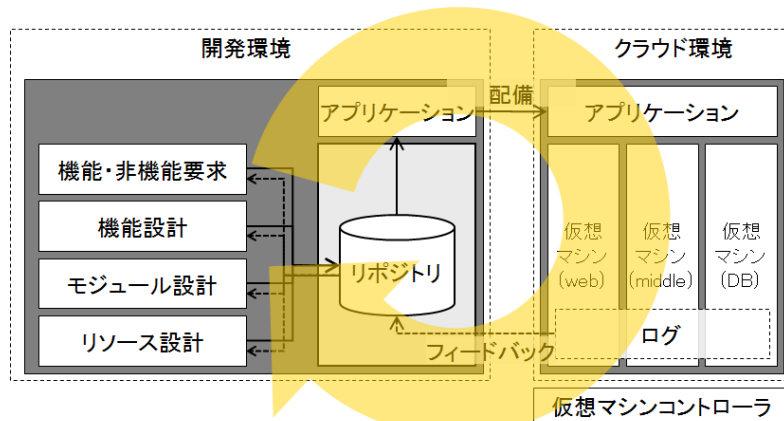 開発環境
クラウド環境
アプリケーション
配備
アプリケーション
機能・非機能要求
機能設計
モジュール設計
リソース設計
リポジトリ
仮想
マシン
(web)
仮想
マシン
(middle)
仮想
マシン
(DB)
ログ
フィードバック
仮想マシンコントローラ